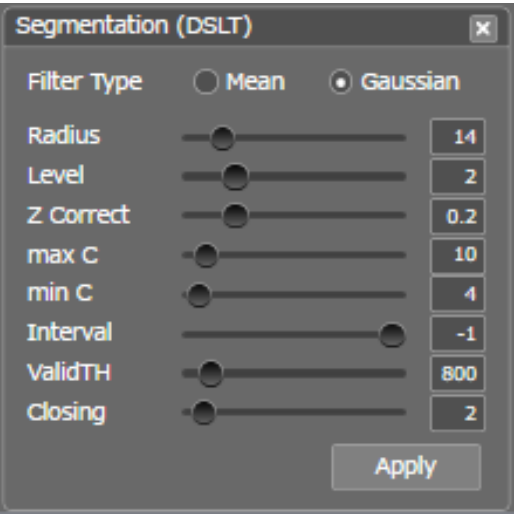 Segmentation (DSLT)
Filter Type Mean Gaussian
Radius 14
Level 2
Z Correct 0.2
max C 10
min C 4
Interval -1
ValidTH 800
Closing 2
Apply